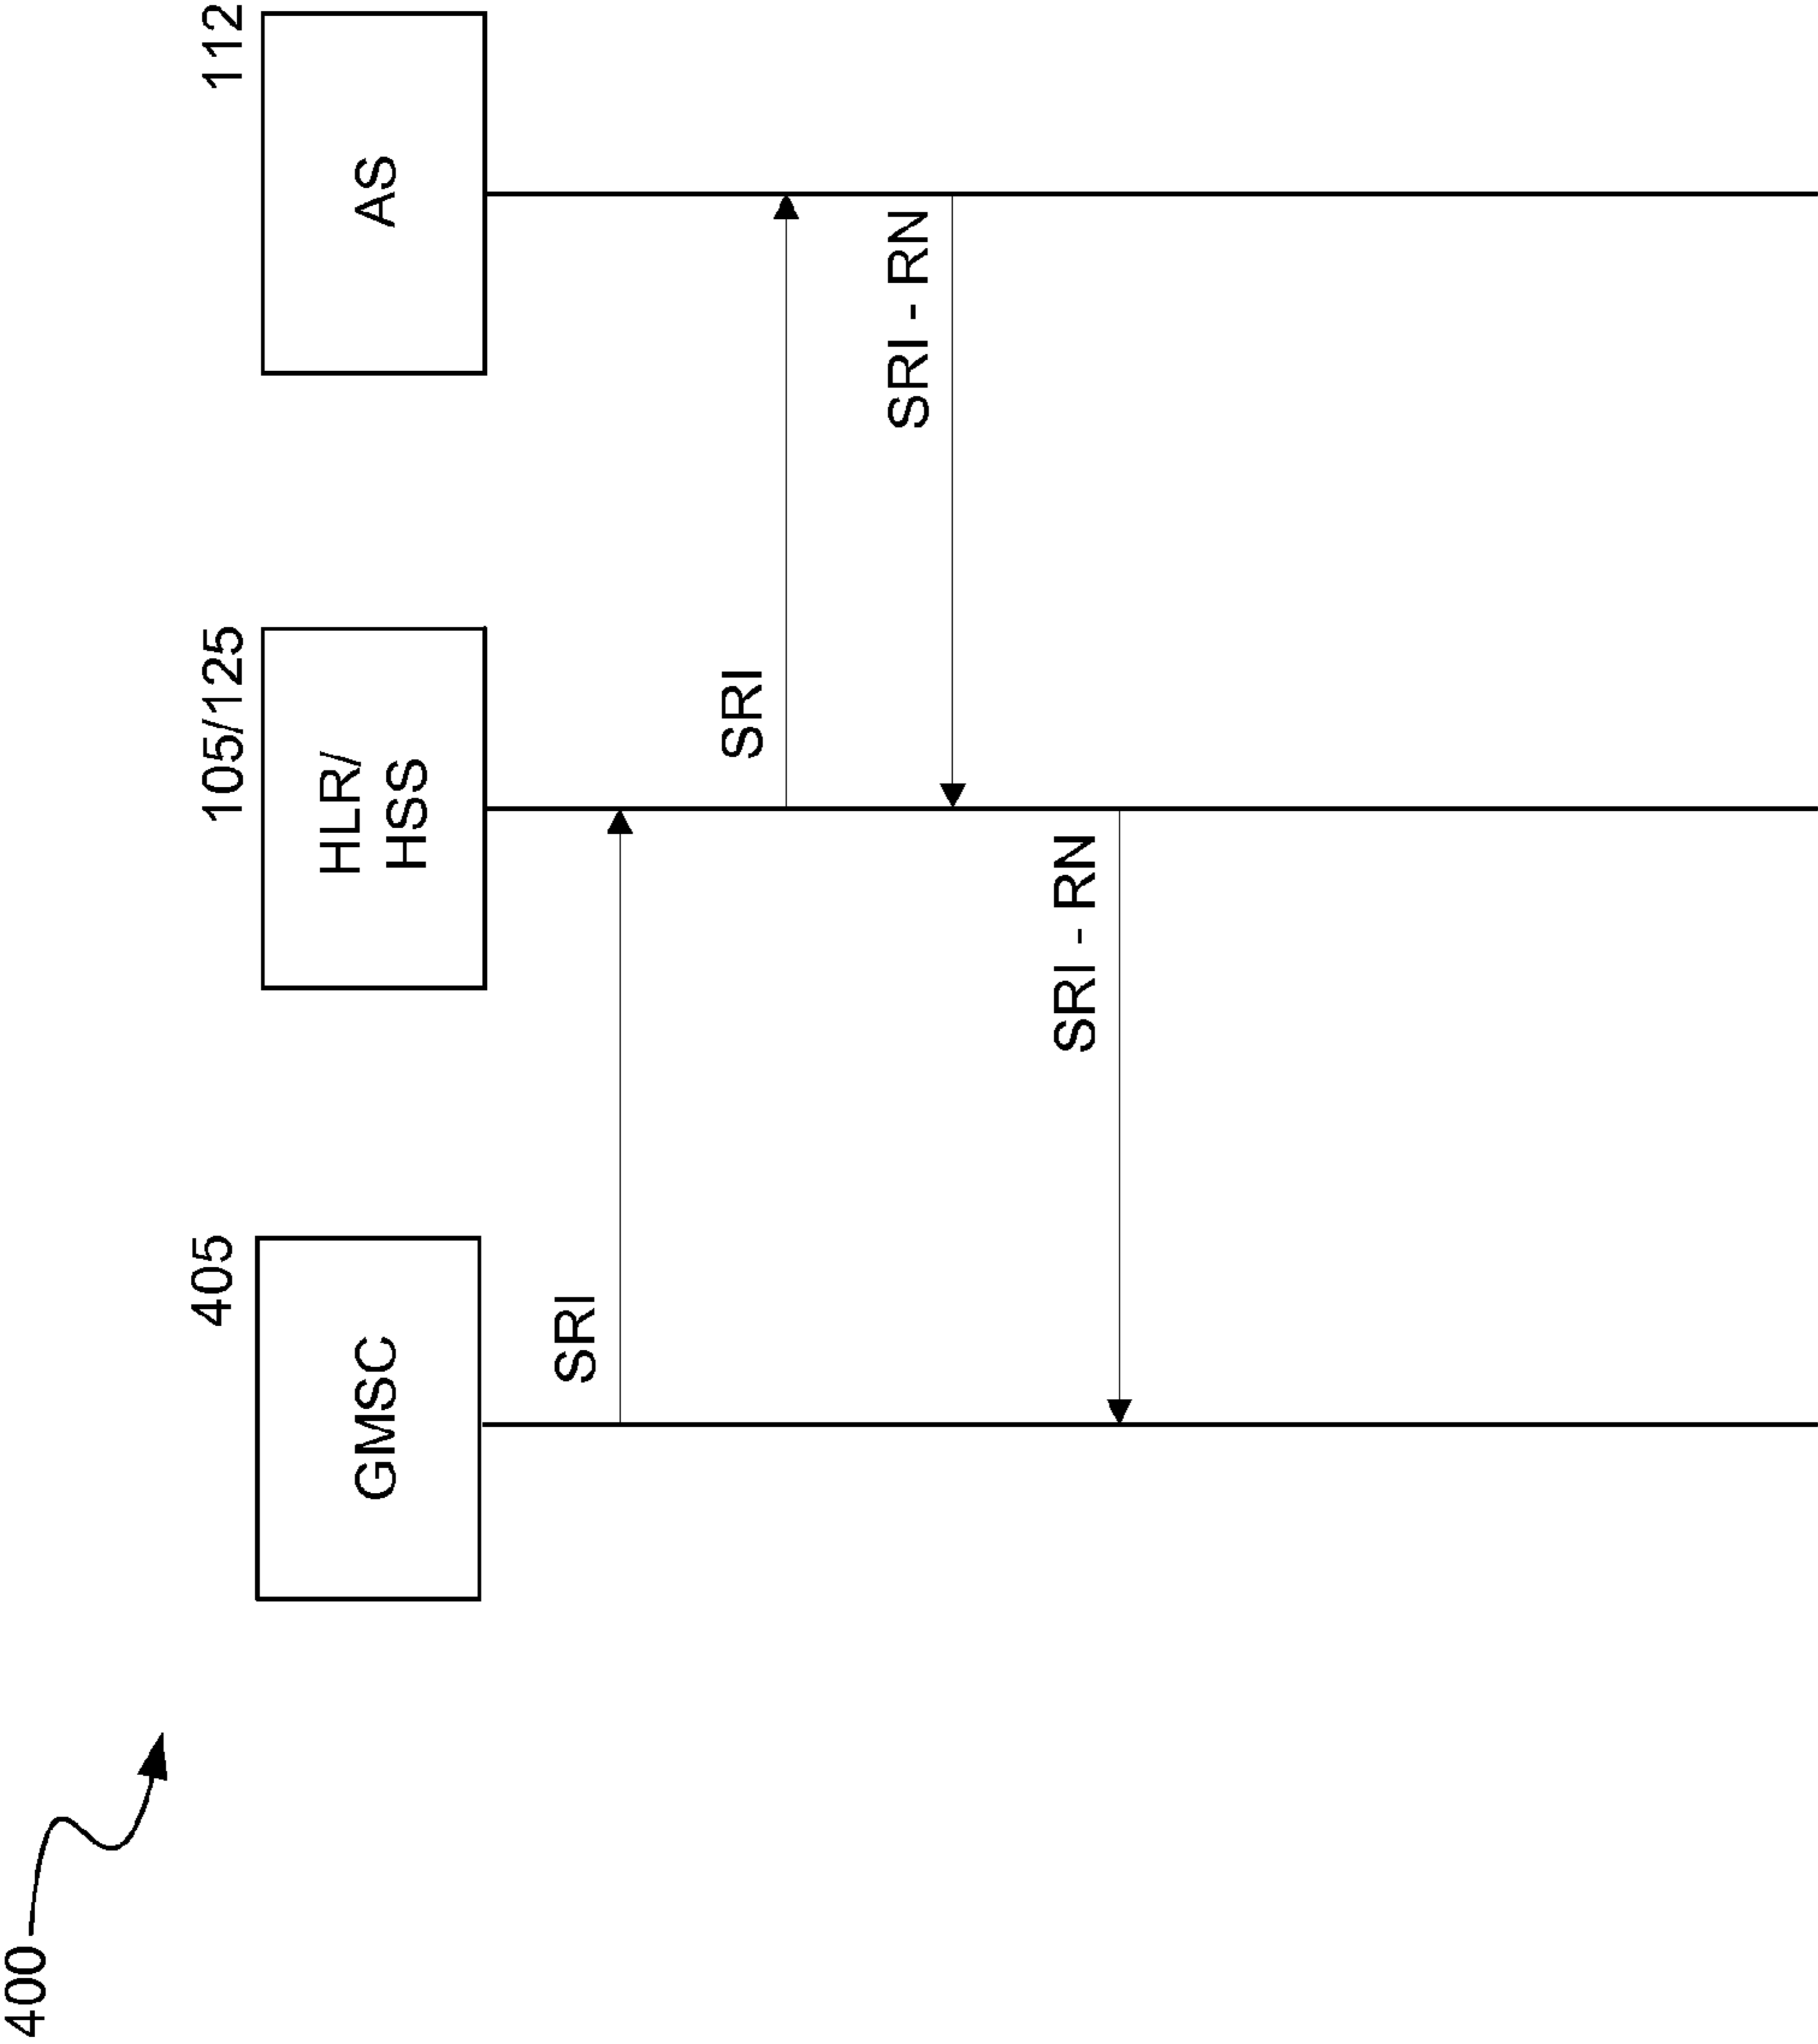 400
405
105/125
112
GMSC
HLR/
HSS
AS
SRI
SRI
SRI - RN
SRI - RN